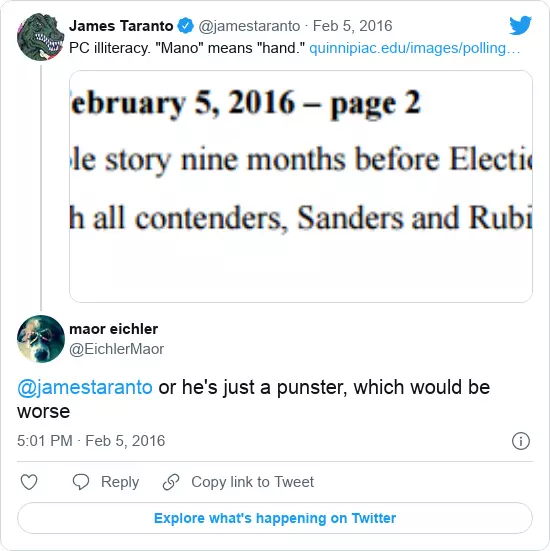 James Taranto @jamestaranto · Feb 5, 2016
PC illiteracy. "Mano" means "hand." quinnipiac.edu/images/polling…
ebruary 5, 2016 – page 2
le story nine months before Electi
h all contenders, Sanders and Rubi
maor eichler
@EichlerMaor
@jamestaranto or he's just a punster, which would be
worse
5:01 PM · Feb 5, 2016
Reply Copy link to Tweet
Explore what's happening on Twitter